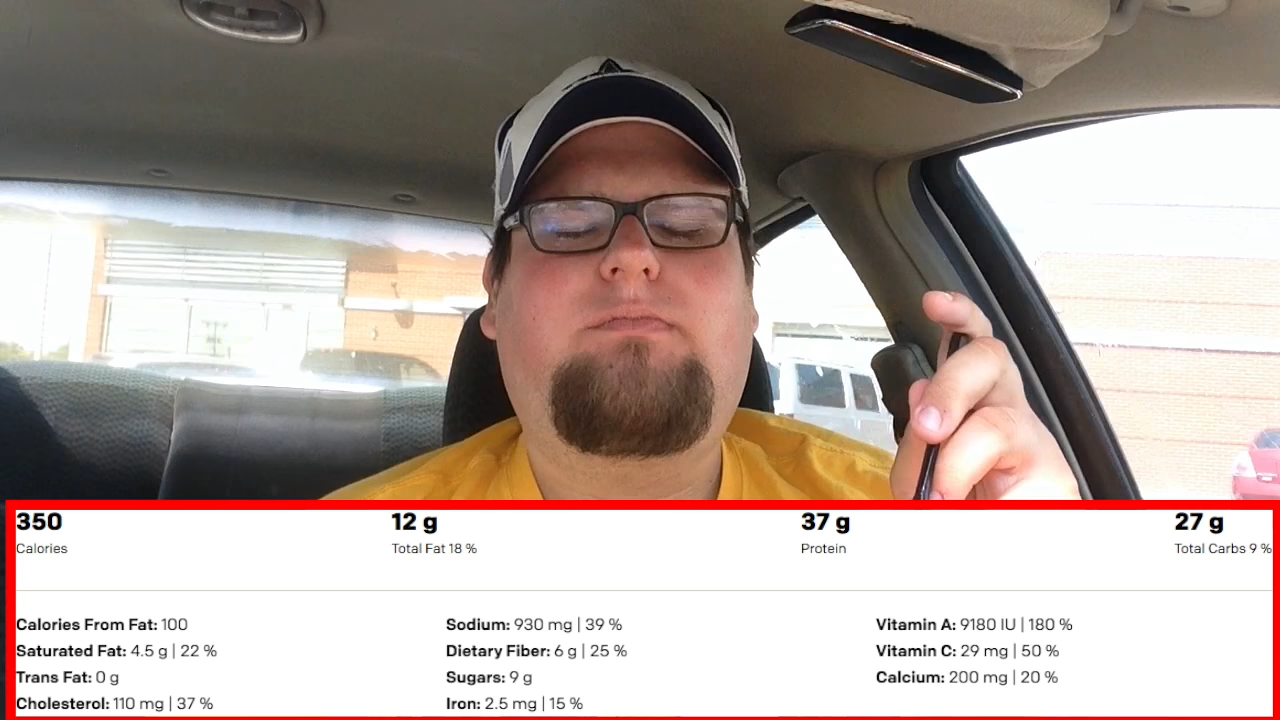 350 12 g 37 g 27 g
Calories Total Fat 18 % Protein Total Carbs 9 %
Calories From Fat: 100 Sodium: 930 mg | 39 % Vitamin A: 9180 IU | 180 %
Saturated Fat: 4.5 g | 22 % Dietary Fiber: 6 g | 25 % Vitamin C: 29 mg | 50 %
Trans Fat: 0 g Sugars: 9 g Calcium: 200 mg | 20 %
Cholesterol: 110 mg | 37 % Iron: 2.5 mg | 15 %